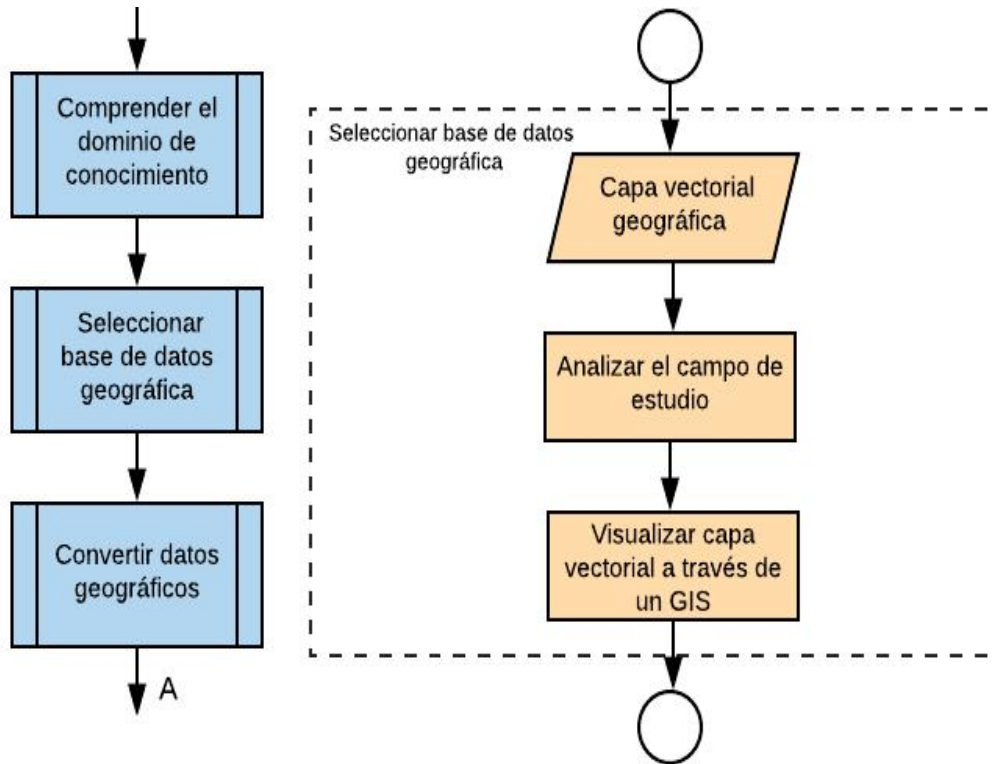 Comprender el
dominio de
conocimiento
Seleccionar
base de datos
geográfica
Convertir datos
geográficos
A
Seleccionar base de datos
geográfica
Capa vectorial
geográfica
Analizar el campo de
estudio
Visualizar capa
vectorial a través de
un GIS